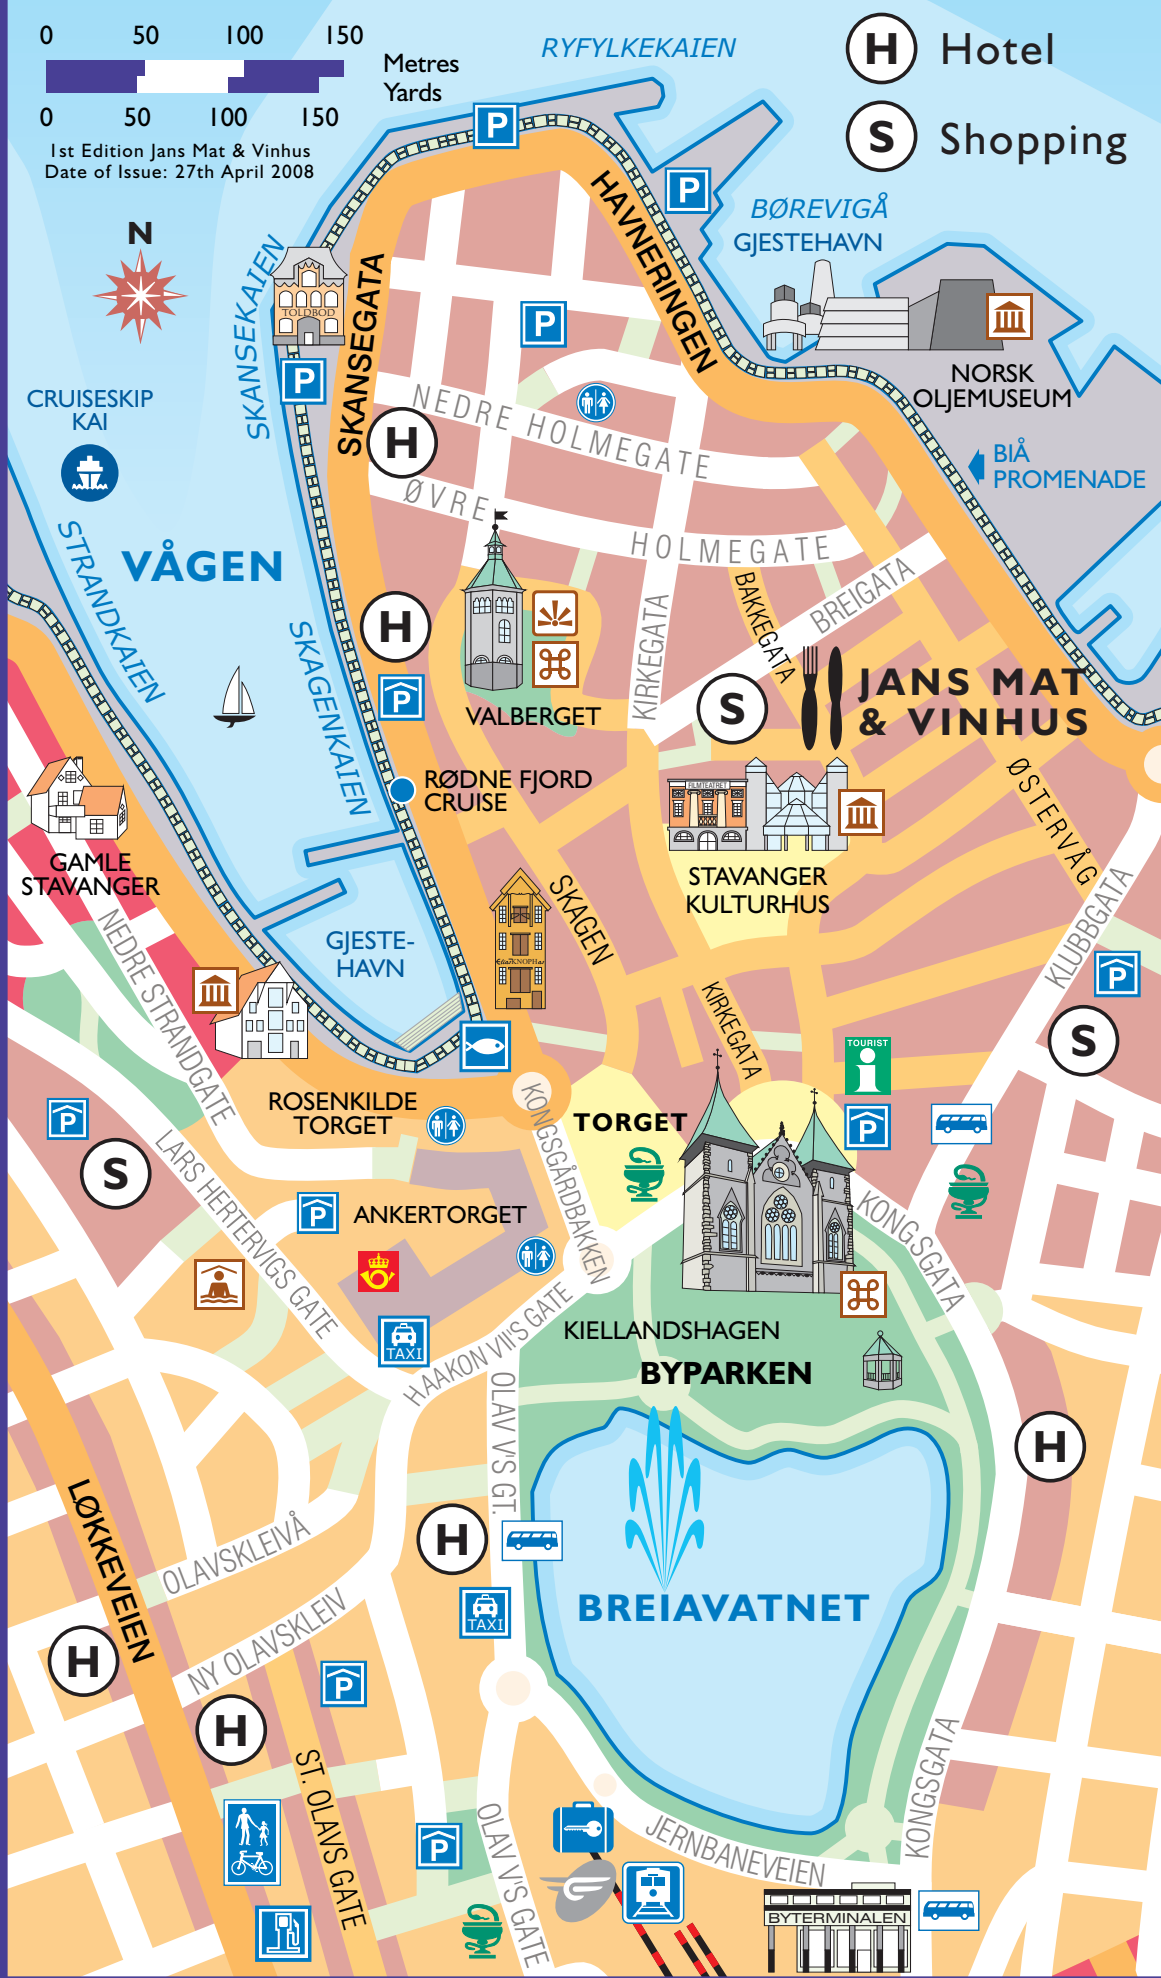 0 50 100 150
Metres
Yards
0 50 100 150
1st Edition Jans Mat & Vinhus
Date of Issue: 27th April 2008
RYFYLKEKAIEN
H Hotel
S Shopping
P
P
N
BØREVIGÅ
GJESTEHAVN
HAVNERINGEN
SKANSEKAIEN
TOLDBOD
SKANSEGATA
P
P
NORSK
OLJEMUSEUM
CRUISESKIP
KAI
NEDRE HOLMEGATE
H
BIÅ
PROMENADE
ØVRE HOLMEGATE
VÅGEN
STRANDKAIEN
SKAGENKAIEN
H
P
KIRKEGATA
BAKKEGATA
BREIGATA
VALBERGET
S
JANS MAT
& VINHUS
RØDNE FJORD
CRUISE
FILMTEATRET
ØSTERVÅG
GAMLE
STAVANGER
STAVANGER
KULTURHUS
SKAGEN
KLUBBGATA
GJESTE-
HAVN
NEDRE STRANDGATE
P
KIRKEGATA
S
TOURIST
i
ROSENKILDE
TORGET
KONGSGÅRDBAKKEN
TORGET
P
P
S
LARS HERTERVIGS GATE
P
ANKERTORGET
KONGSGATA
TAXI
HAAKON VII'S GATE
KIELLANDSHAGEN
BYPARKEN
OLAV V'S GT.
H
LØKKEVEIEN
OLAVSKLEIVÅ
H
BREIAVATNET
TAXI
NY OLAVSKLEIV
H
P
H
ST. OLAVS GATE
KONGSGATA
P
OLAV V'S GATE
JERNBANEVEIEN
BYTERMINALEN